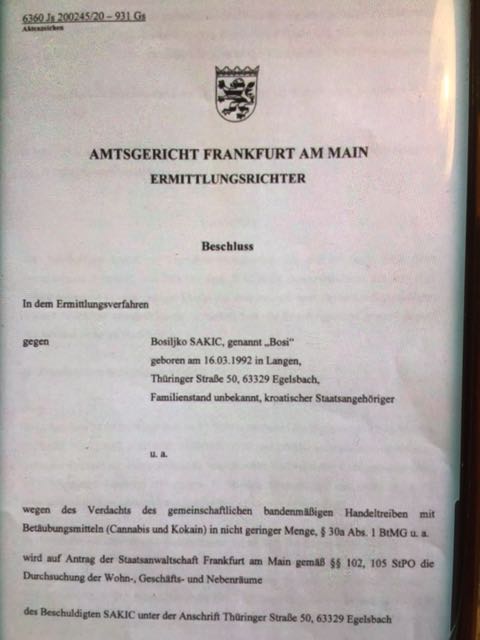 6360 Js 200245/20 – 931 Gs
Aktenzeichen
AMTSGERICHT FRANKFURT AM MAIN
ERMITTLUNGSRICHTER
Beschluss
In dem Ermittlungsverfahren
gegen Bosiljko SAKIC, genannt „Bosi“
geboren am 16.03.1992 in Langen,
Thüringer Straße 50, 63329 Egelsbach,
Familienstand unbekannt, kroatischer Staatsangehöriger
u. a.
wegen des Verdachts des gemeinschaftlichen bandenmäßigen Handeltreiben mit
Betäubungsmitteln (Cannabis und Kokain) in nicht geringer Menge, § 30a Abs. 1 BtMG u. a.
wird auf Antrag der Staatsanwaltschaft Frankfurt am Main gemäß §§ 102, 105 StPO die
Durchsuchung der Wohn-, Geschäfts- und Nebenräume
des Beschuldigten SAKIC unter der Anschrift Thüringer Straße 50, 63329 Egelsbach